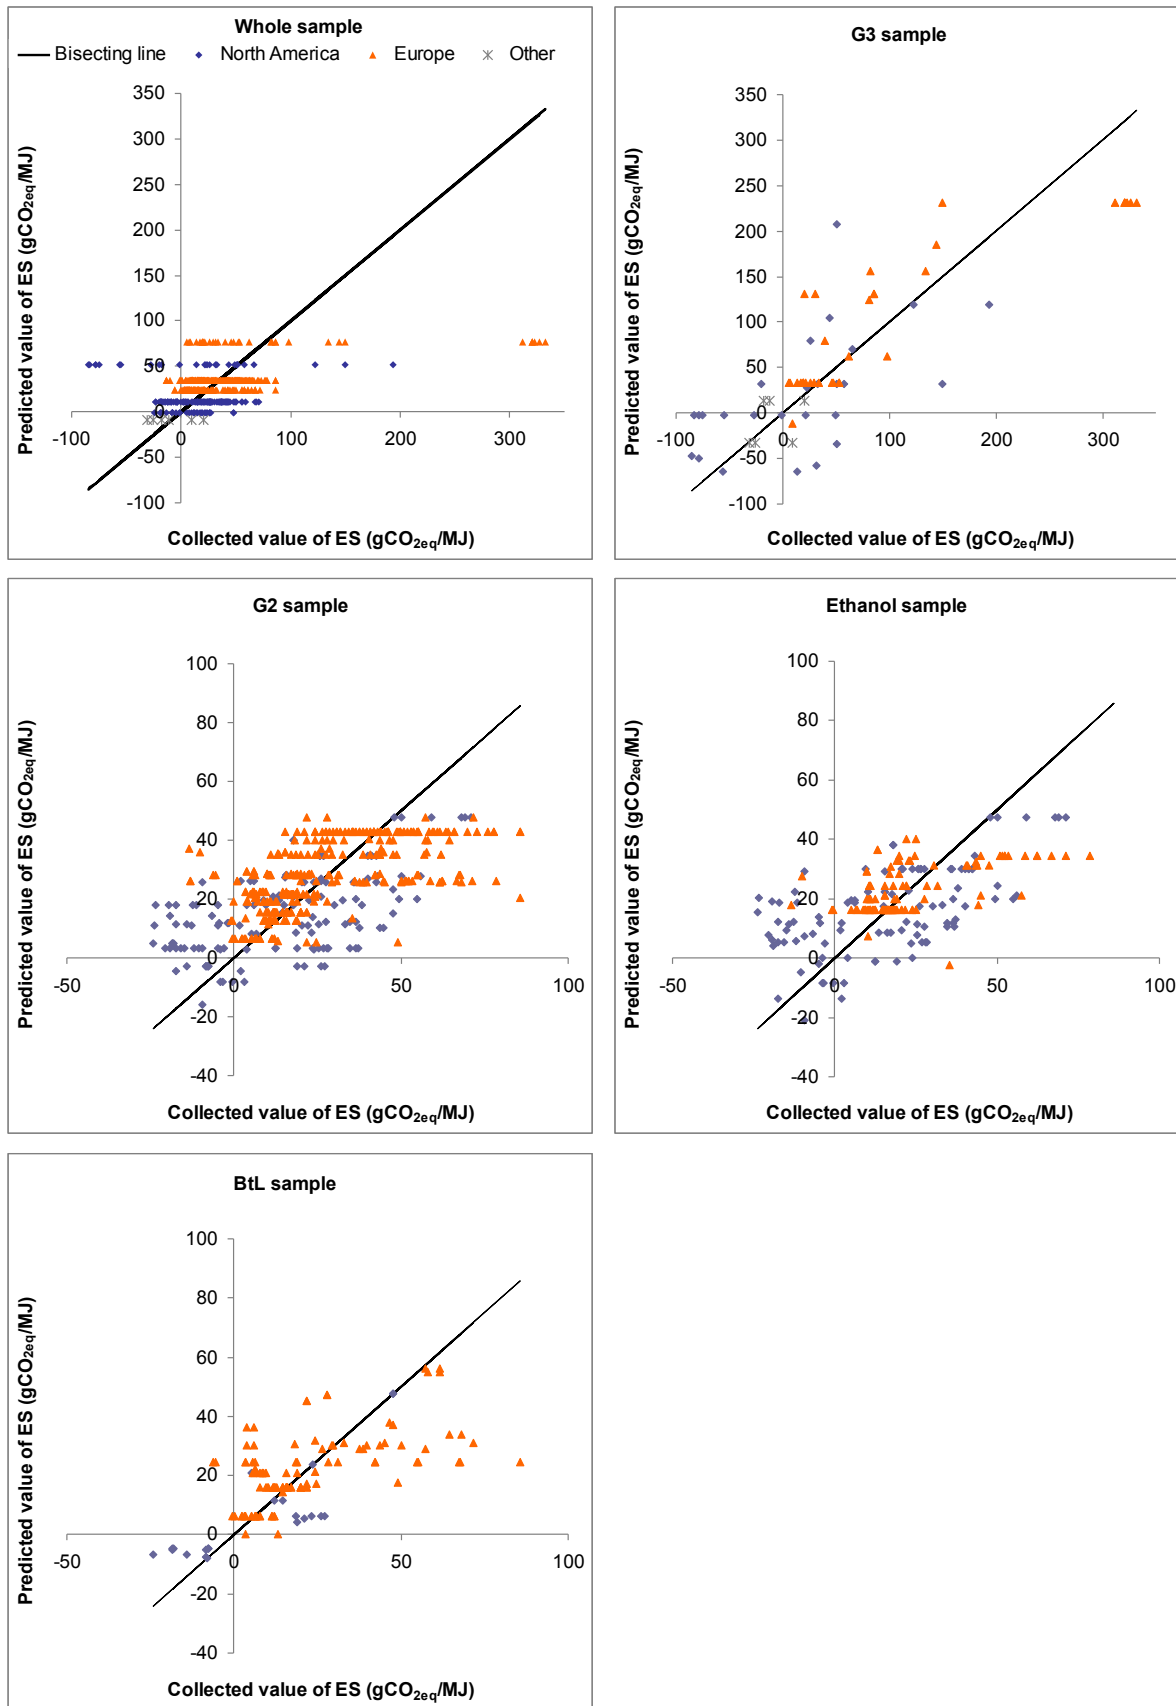 Whole sample
Bisecting line North America Europe Other
Predicted value of ES (gCO2eq/MJ)
350
300
250
200
150
100
50
0
-50
-100
-100 0 100 200 300
Collected value of ES (gCO2eq/MJ)
G3 sample
Predicted value of ES (gCO2eq/MJ)
350
300
250
200
150
100
50
0
-50
-100
-100 0 100 200 300
Collected value of ES (gCO2eq/MJ)
G2 sample
Predicted value of ES (gCO2eq/MJ)
100
80
60
40
20
0
-20
-40
-50 0 50 100
Collected value of ES (gCO2eq/MJ)
Ethanol sample
Predicted value of ES (gCO2eq/MJ)
100
80
60
40
20
0
-20
-40
-50 0 50 100
Collected value of ES (gCO2eq/MJ)
BtL sample
Predicted value of ES (gCO2eq/MJ)
100
80
60
40
20
0
-20
-40
-50 0 50 100
Collected value of ES (gCO2eq/MJ)